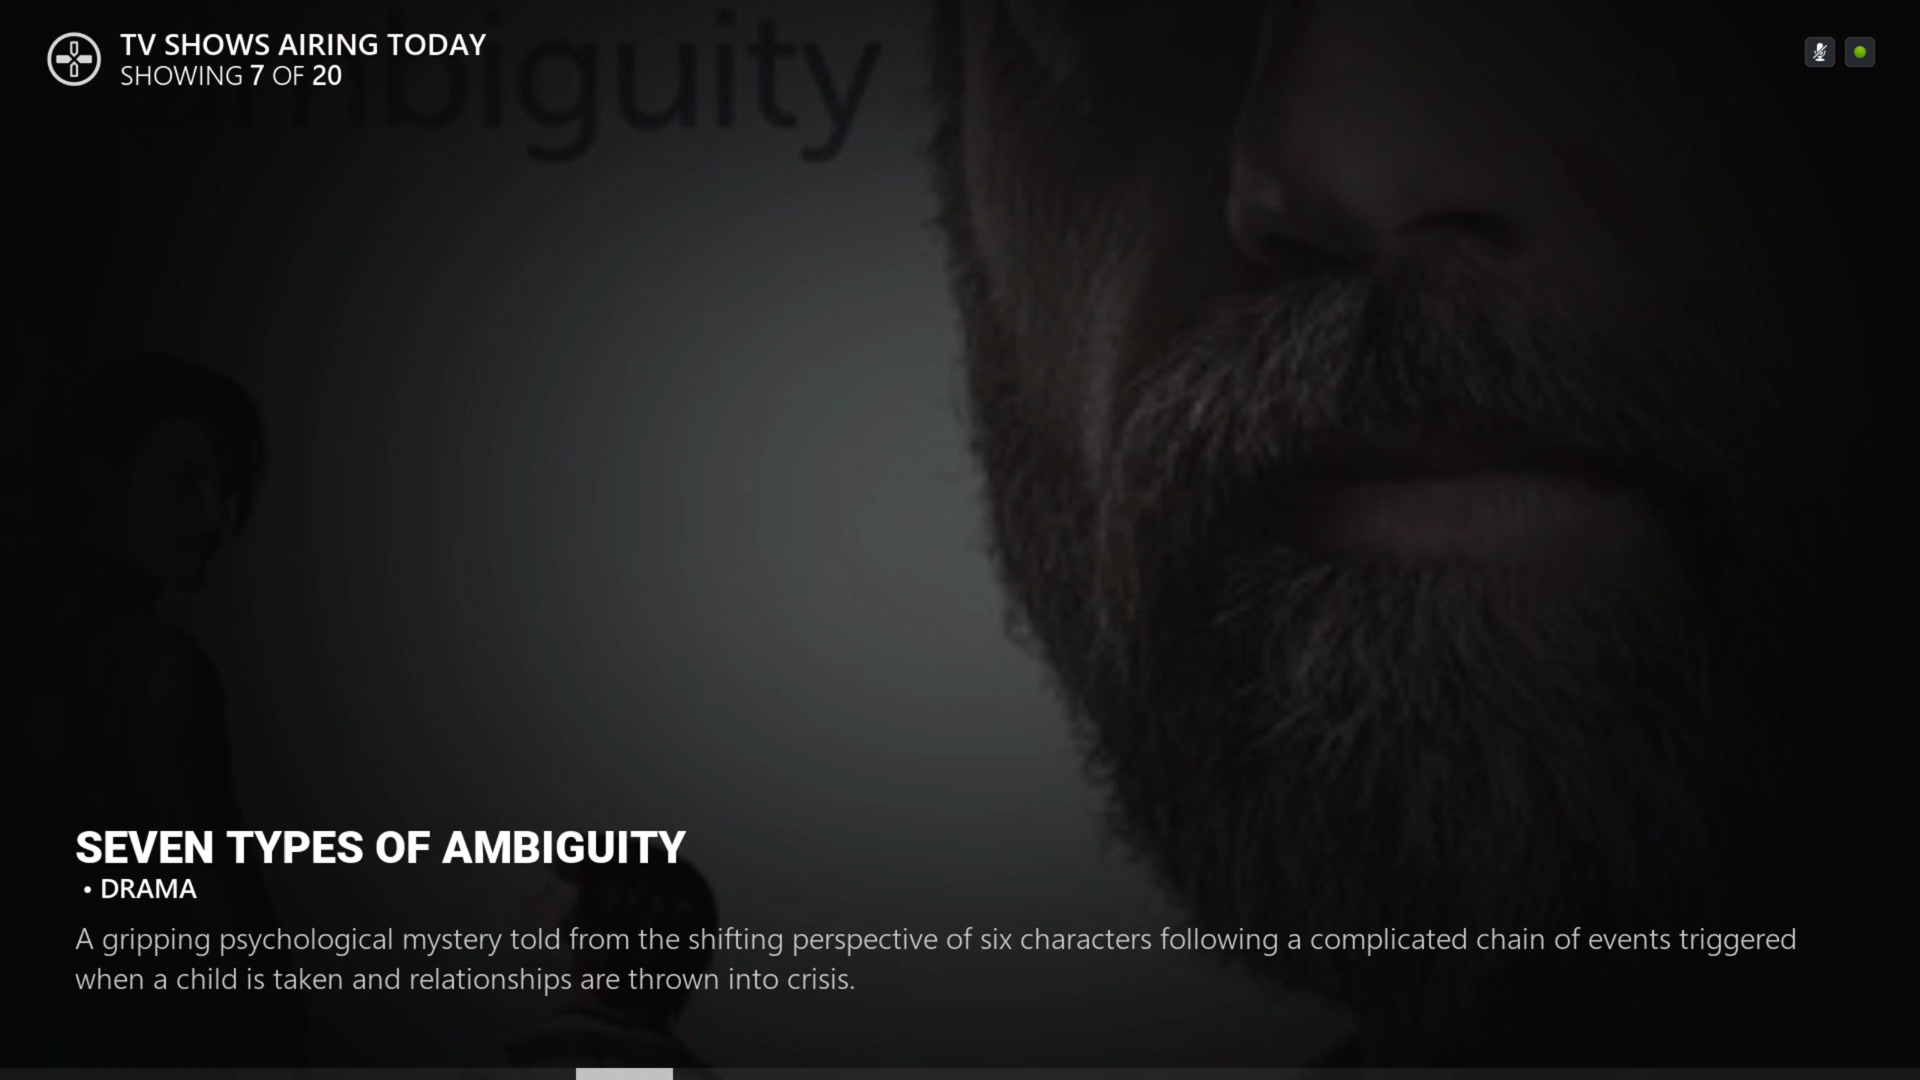 TV SHOWS AIRING TODAY
SHOWING 7 OF 20
ambiguity
SEVEN TYPES OF AMBIGUITY
• DRAMA
A gripping psychological mystery told from the shifting perspective of six characters following a complicated chain of events triggered
when a child is taken and relationships are thrown into crisis.